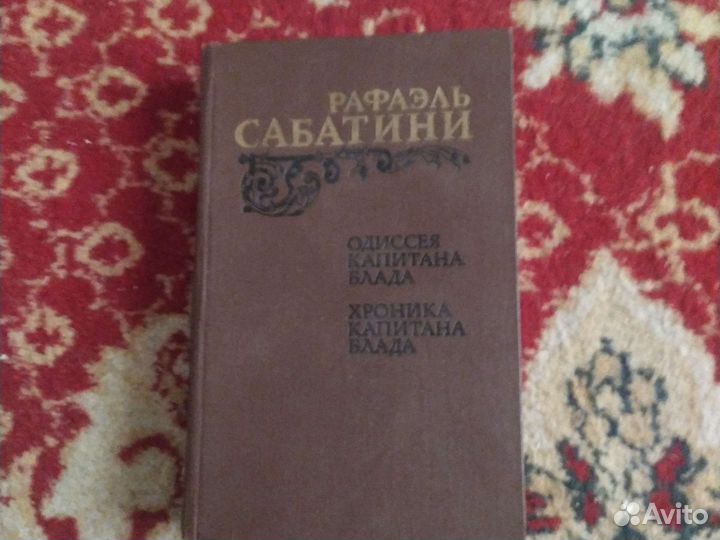 РАФАЭЛЬ
САБАТИНИ
ОДИССЕЯ
КАПИТАНА
БЛАДА
ХРОНИКА
КАПИТАНА
БЛАДА
Avito